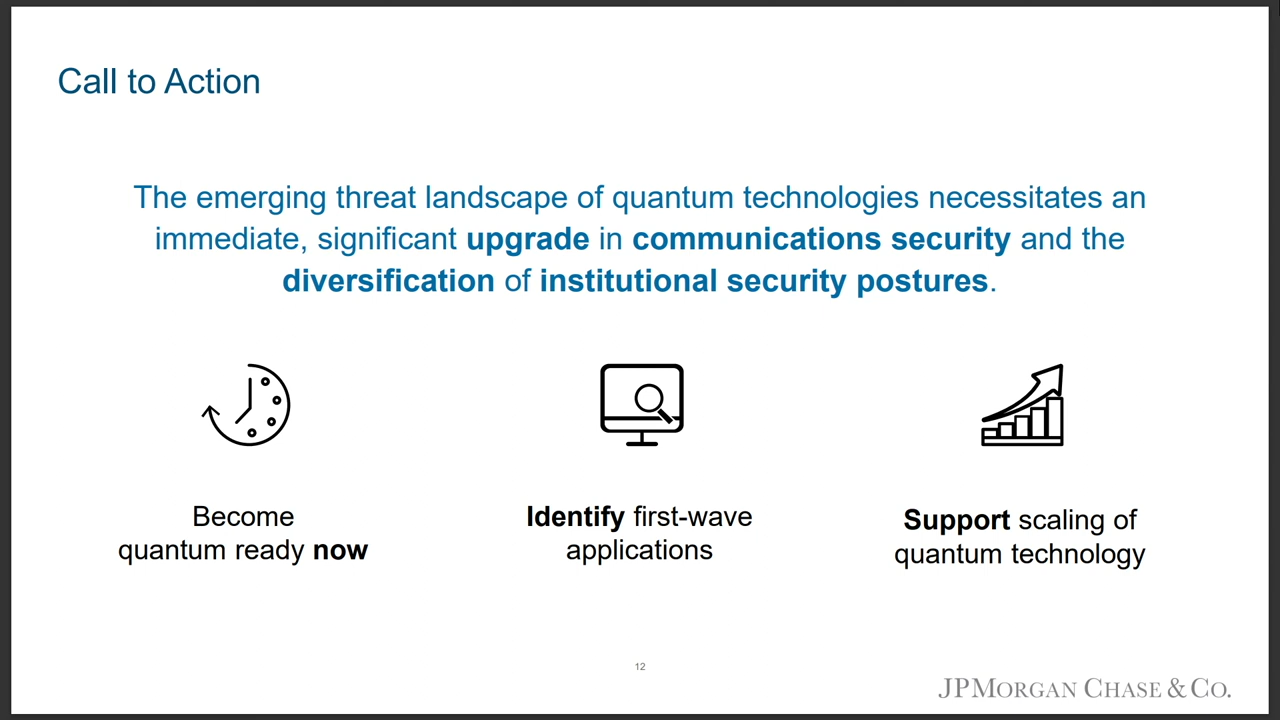 Call to Action
The emerging threat landscape of quantum technologies necessitates an
immediate, significant upgrade in communications security and the
diversification of institutional security postures.
Become
quantum ready now
Identify first-wave
applications
Support scaling of
quantum technology
12
JPMORGAN CHASE & CO.